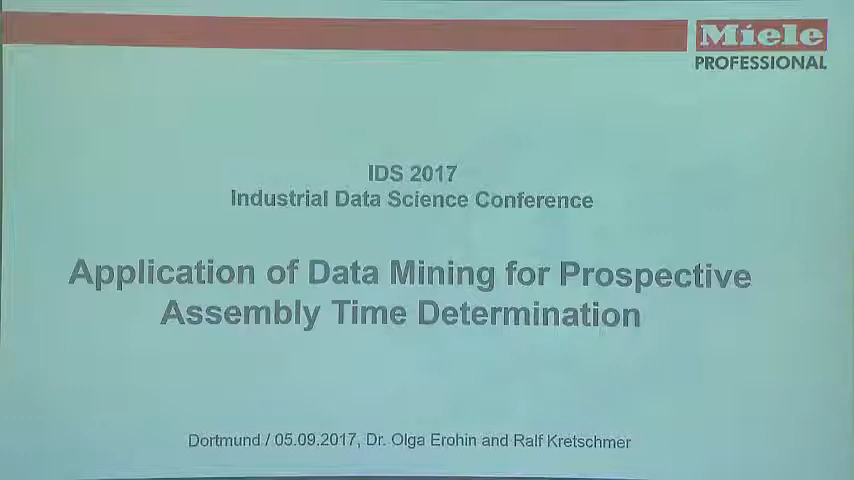 Miele
PROFESSIONAL
IDS 2017
Industrial Data Science Conference
Application of Data Mining for Prospective
Assembly Time Determination
Dortmund / 05.09.2017, Dr. Olga Erohin and Ralf Kretschmer